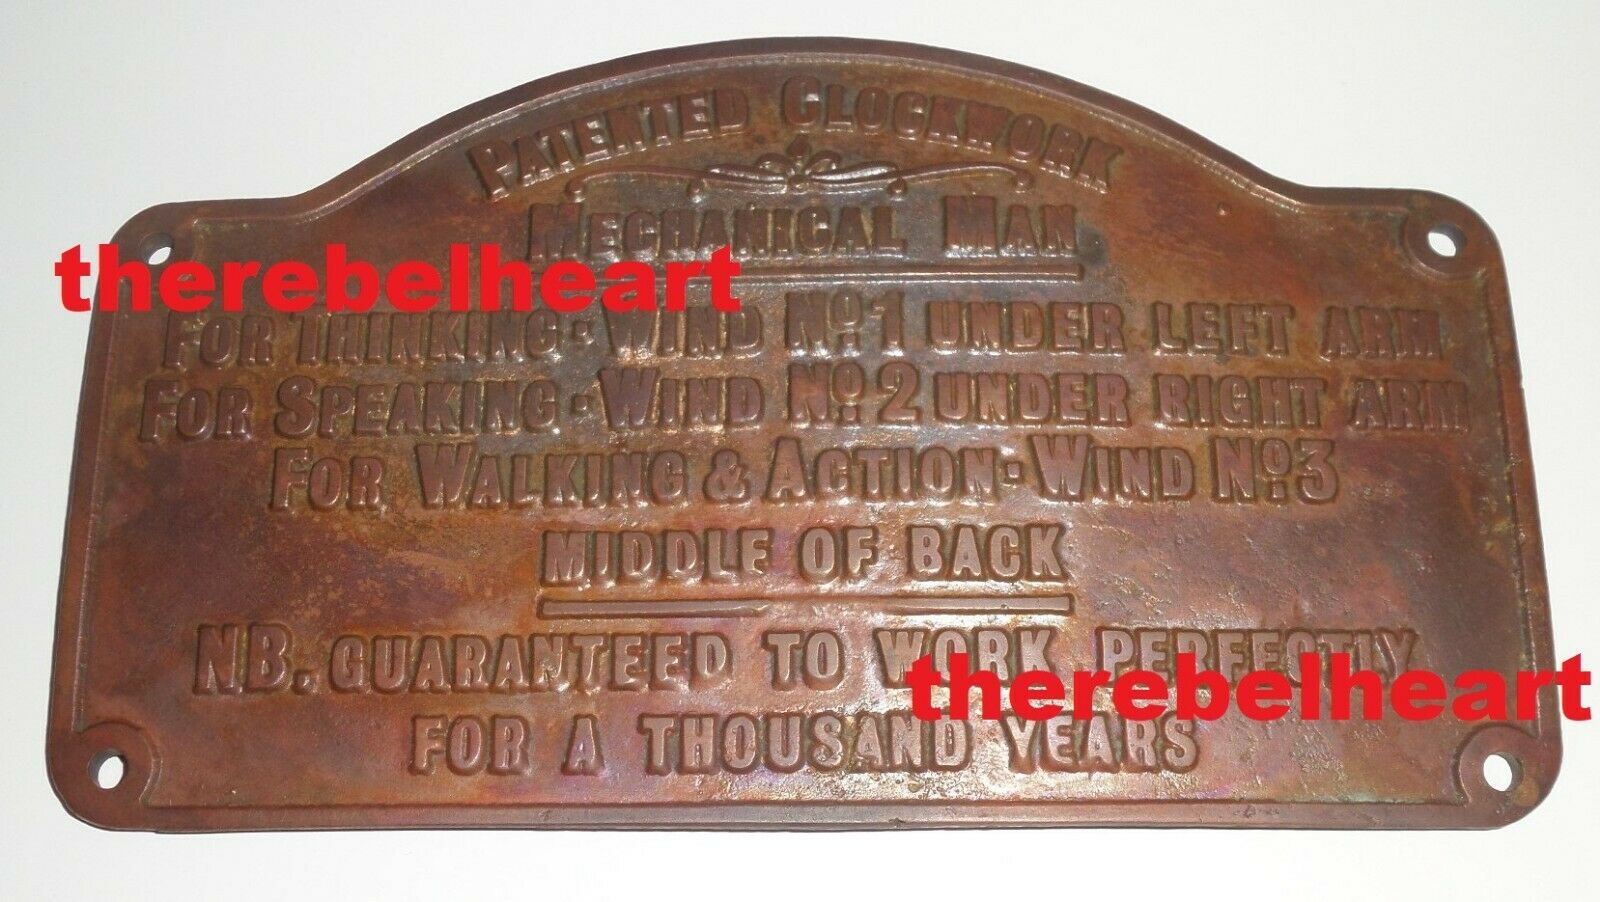 PATENTED CLOCKWORK
MECHANICAL MAN
therebelheart
FOR THINKING · WIND Nº 1 UNDER LEFT ARM
FOR SPEAKING · WIND Nº 2 UNDER RIGHT ARM
FOR WALKING & ACTION · WIND Nº 3
MIDDLE OF BACK
NB. GUARANTEED TO WORK PERFECTLY
therebelheart
FOR A THOUSAND YEARS